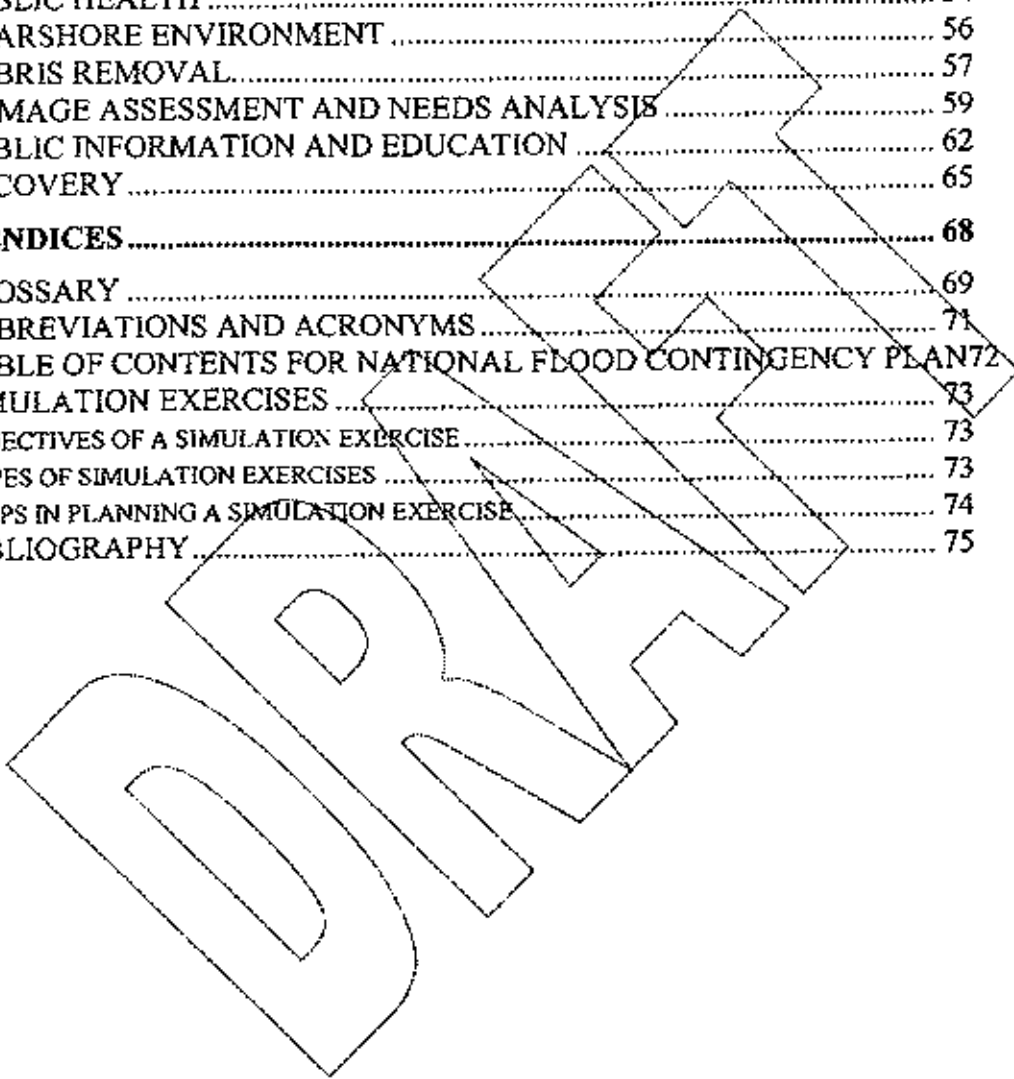 BLIC HEALTH
ARSHORE ENVIRONMENT ........ 56
BRIS REMOVAL ........ 57
MAGE ASSESSMENT AND NEEDS ANALYSIS ........ 59
BLIC INFORMATION AND EDUCATION ........ 62
COVERY ........ 65
NDICES ........ 68
OSSARY ........ 69
BREVIATIONS AND ACRONYMS ........ 71
BLE OF CONTENTS FOR NATIONAL FLOOD CONTINGENCY PLAN72
MULATION EXERCISES ........ 73
ECTIVES OF A SIMULATION EXERCISE ........ 73
PES OF SIMULATION EXERCISES ........ 73
PS IN PLANNING A SIMULATION EXERCISE ........ 74
BLIOGRAPHY ........ 75
DRAFT